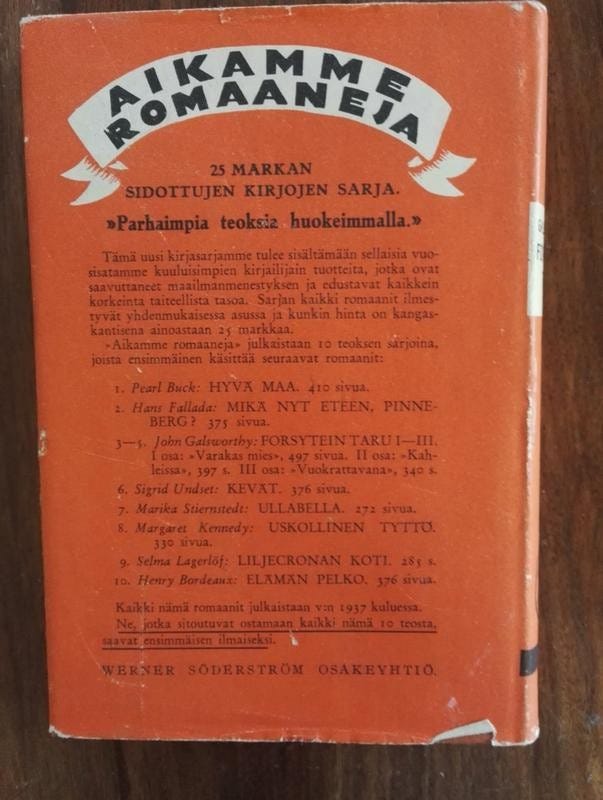 AIKAMME
ROMAANEJA
25 MARKAN
SIDOTTUJEN KIRJOJEN SARJA.
»Parhaimpia teoksia huokeimmalla.»
Tämä uusi kirjasarjamme tulee sisältämään sellaisia vuo-
sisatamme kuuluisimpien kirjailijain tuotteita, jotka ovat
saavuttaneet maailmanmenestyksen ja edustavat kaikkein
korkeinta taiteellista tasoa. Sarjan kaikki romaanit ilmes-
tyvät yhdenmukaisessa asussa ja kunkin hinta on kangas-
kantisena ainoastaan 25 markkaa.
»Aikamme romaaneja» julkaistaan 10 teoksen sarjoina,
joista ensimmäinen käsittää seuraavat romaanit:
1. Pearl Buck: HYVÄ MAA. 410 sivua.
2. Hans Fallada: MIKÄ NYT ETEEN, PINNE-
BERG? 375 sivua.
3—5. John Galsworthy: FORSYTEIN TARU I—III.
I osa: »Varakas mies», 497 sivua. II osa: »Kah-
leissa», 397 s. III osa: »Vuokrattavana», 340 s.
6. Sigrid Undset: KEVÄT. 376 sivua.
7. Marika Stiernstedt: ULLABELLA. 272 sivua.
8. Margaret Kennedy: USKOLLINEN TYTTÖ.
330 sivua.
9. Selma Lagerlöf: LILJECRONAN KOTI. 285 s.
10. Henry Bordeaux: ELÄMÄN PELKO. 376 sivua.
Kaikki nämä romaanit julkaistaan v:n 1937 kuluessa.
Ne, jotka sitoutuvat ostamaan kaikki nämä 10 teosta,
saavat ensimmäisen ilmaiseksi.
WERNER SÖDERSTRÖM OSAKEYHTIÖ.